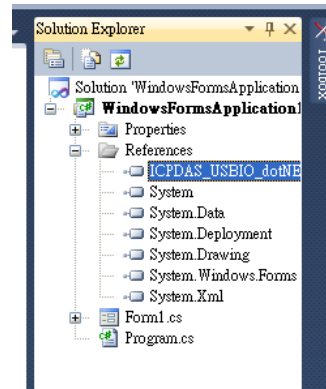 Solution Explorer
Solution 'WindowsFormsApplication
WindowsFormsApplication1
Properties
References
ICPDAS_USBIO_dotNE
System
System.Data
System.Deployment
System.Drawing
System.Windows.Forms
System.Xml
Form1.cs
Program.cs
Toolbox